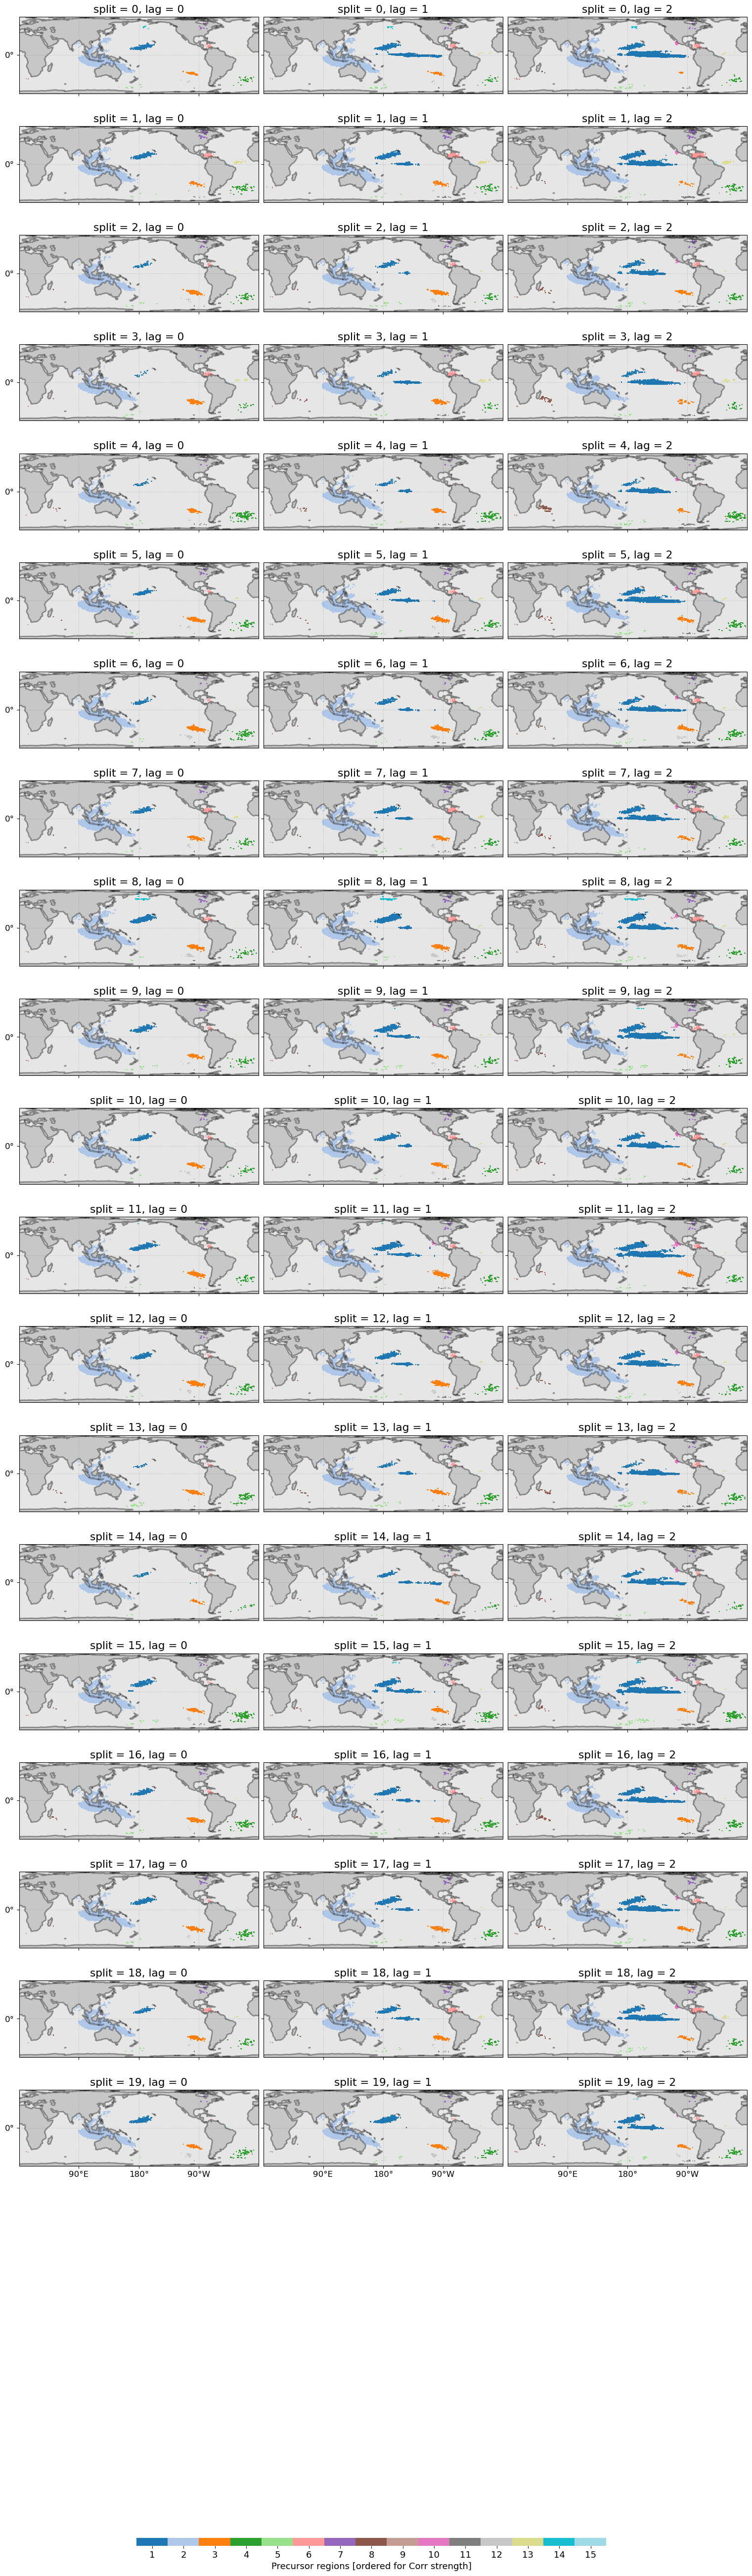 split = 0, lag = 0 split = 0, lag = 1 split = 0, lag = 2
0°
split = 1, lag = 0 split = 1, lag = 1 split = 1, lag = 2
0°
split = 2, lag = 0 split = 2, lag = 1 split = 2, lag = 2
0°
split = 3, lag = 0 split = 3, lag = 1 split = 3, lag = 2
0°
split = 4, lag = 0 split = 4, lag = 1 split = 4, lag = 2
0°
split = 5, lag = 0 split = 5, lag = 1 split = 5, lag = 2
0°
split = 6, lag = 0 split = 6, lag = 1 split = 6, lag = 2
0°
split = 7, lag = 0 split = 7, lag = 1 split = 7, lag = 2
0°
split = 8, lag = 0 split = 8, lag = 1 split = 8, lag = 2
0°
split = 9, lag = 0 split = 9, lag = 1 split = 9, lag = 2
0°
split = 10, lag = 0 split = 10, lag = 1 split = 10, lag = 2
0°
split = 11, lag = 0 split = 11, lag = 1 split = 11, lag = 2
0°
split = 12, lag = 0 split = 12, lag = 1 split = 12, lag = 2
0°
split = 13, lag = 0 split = 13, lag = 1 split = 13, lag = 2
0°
split = 14, lag = 0 split = 14, lag = 1 split = 14, lag = 2
0°
split = 15, lag = 0 split = 15, lag = 1 split = 15, lag = 2
0°
split = 16, lag = 0 split = 16, lag = 1 split = 16, lag = 2
0°
split = 17, lag = 0 split = 17, lag = 1 split = 17, lag = 2
0°
split = 18, lag = 0 split = 18, lag = 1 split = 18, lag = 2
0°
split = 19, lag = 0 split = 19, lag = 1 split = 19, lag = 2
0°
90°E 180° 90°W 90°E 180° 90°W 90°E 180° 90°W
1 2 3 4 5 6 7 8 9 10 11 12 13 14 15
Precursor regions [ordered for Corr strength]